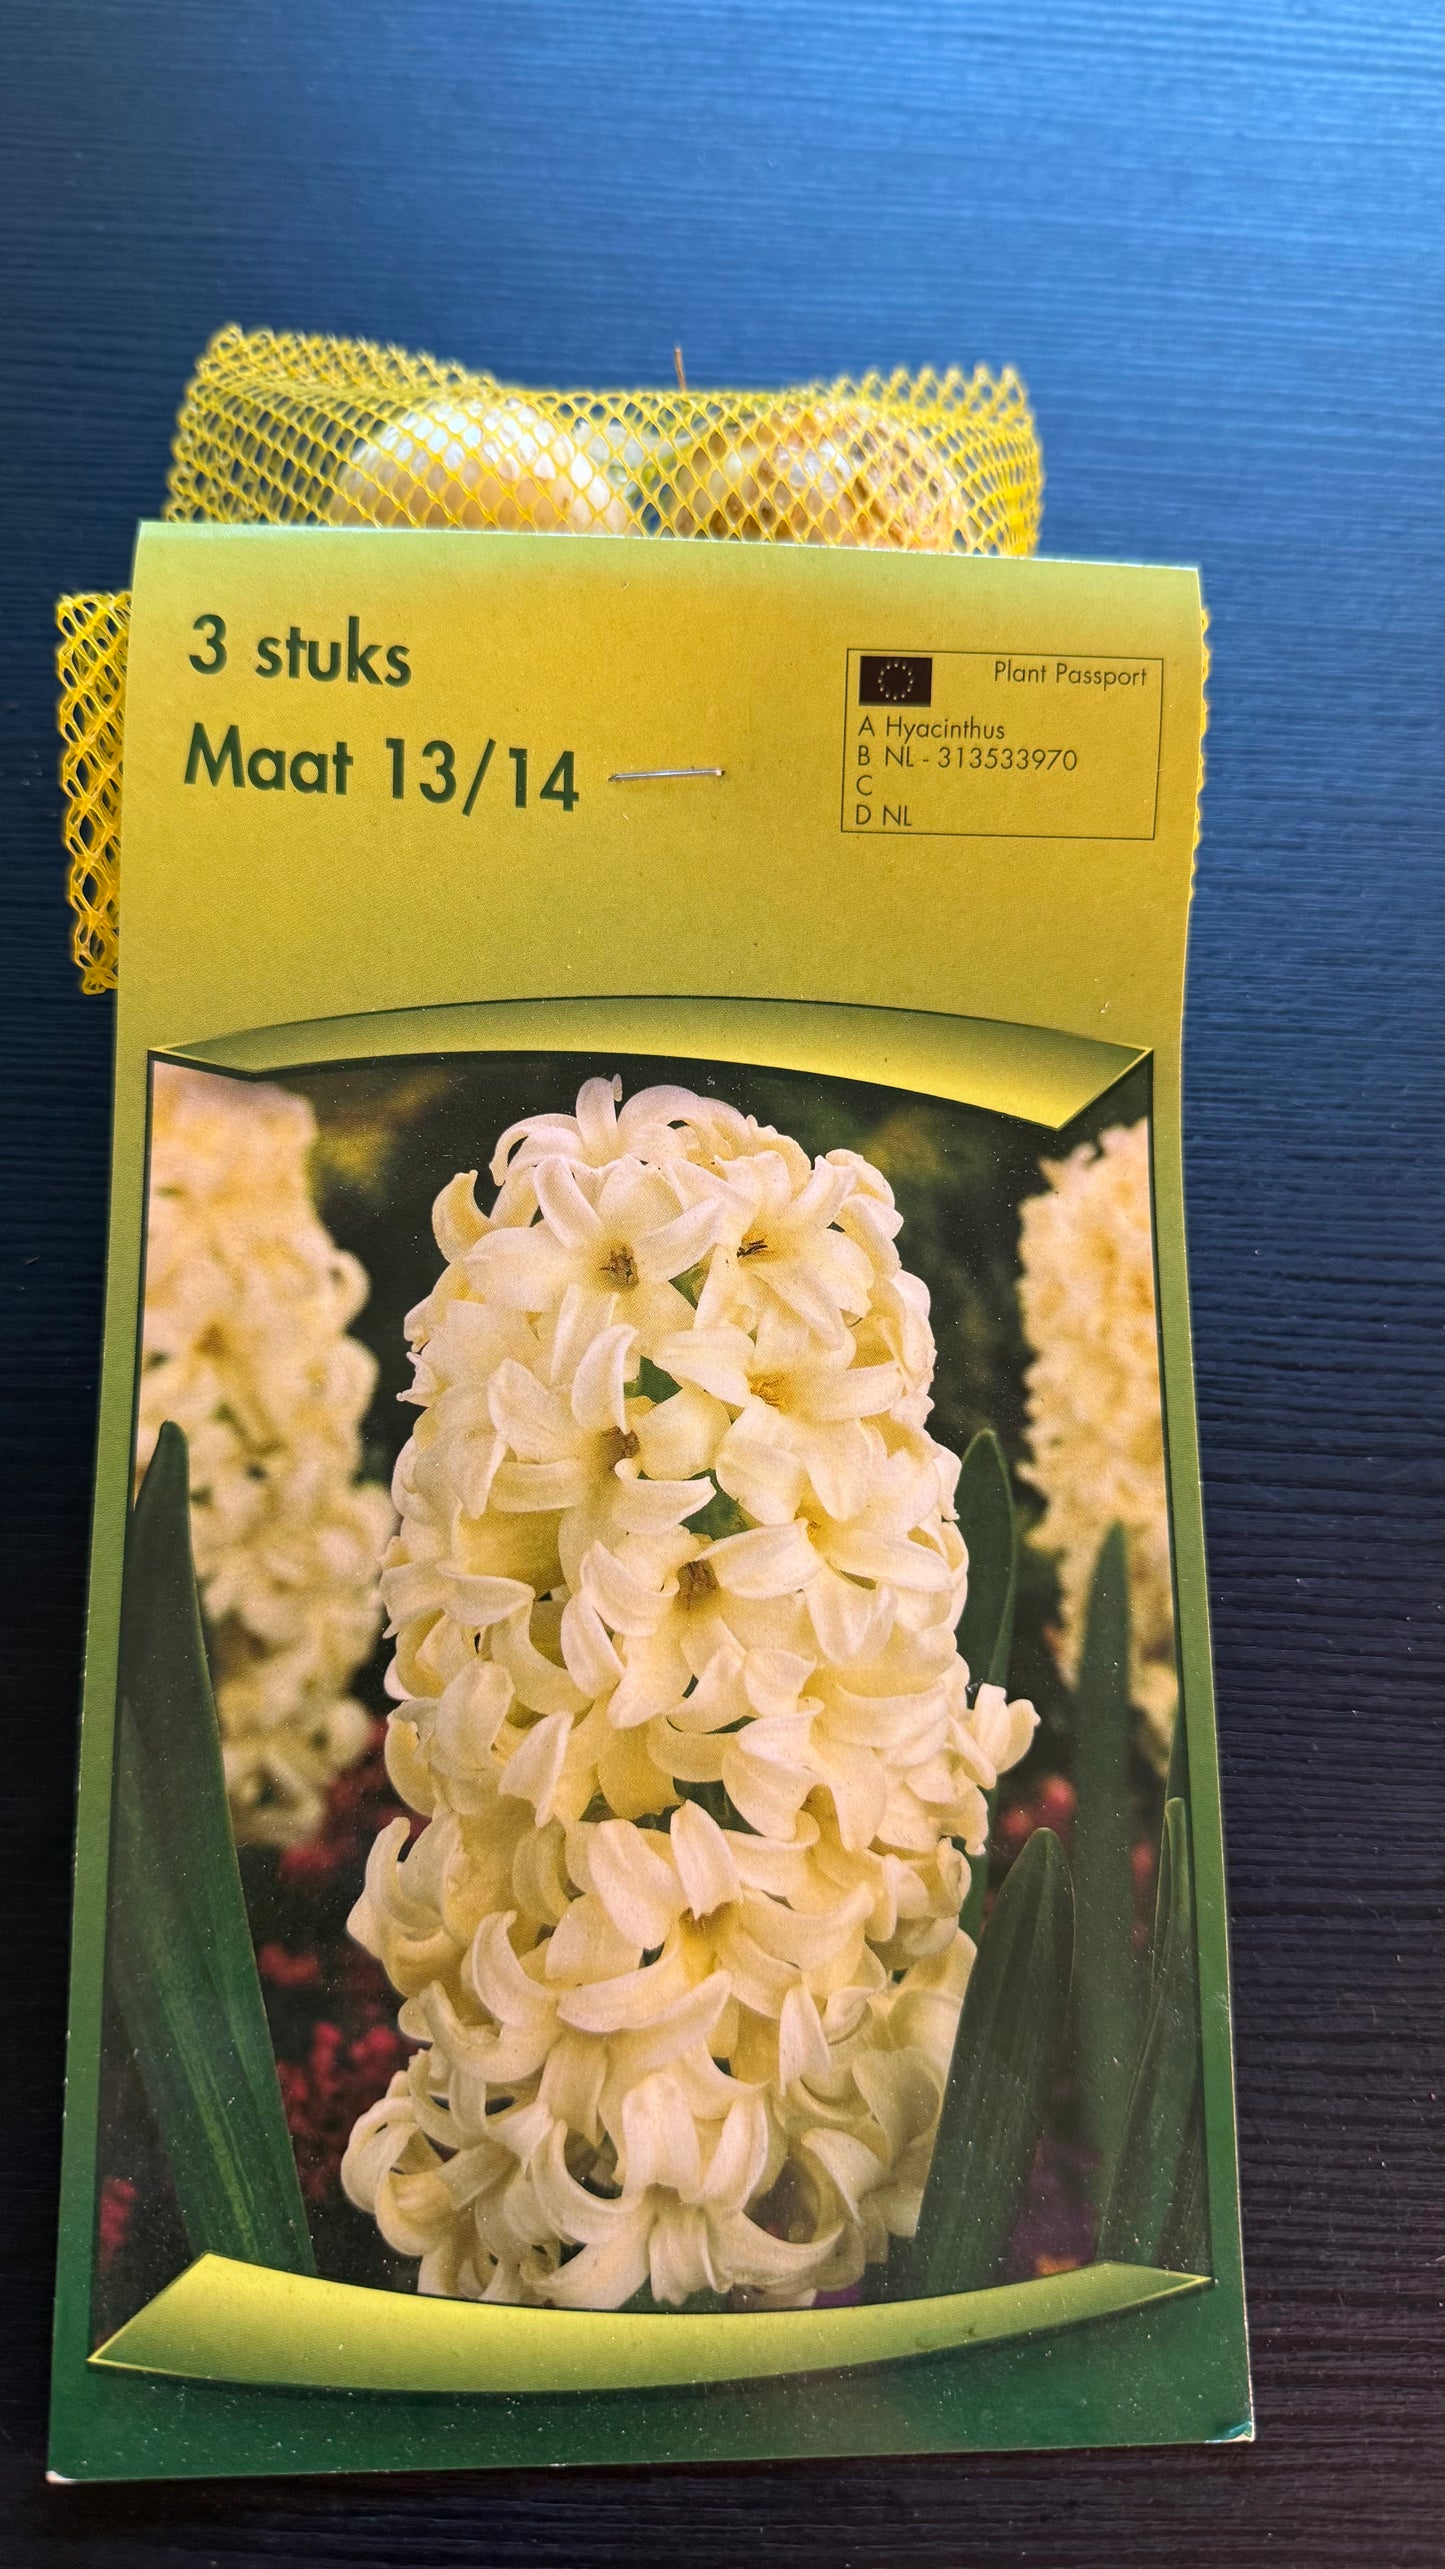 3 stuks
Maat 13/14
Plant Passport
A Hyacinthus
B NL - 313533970
C
D NL